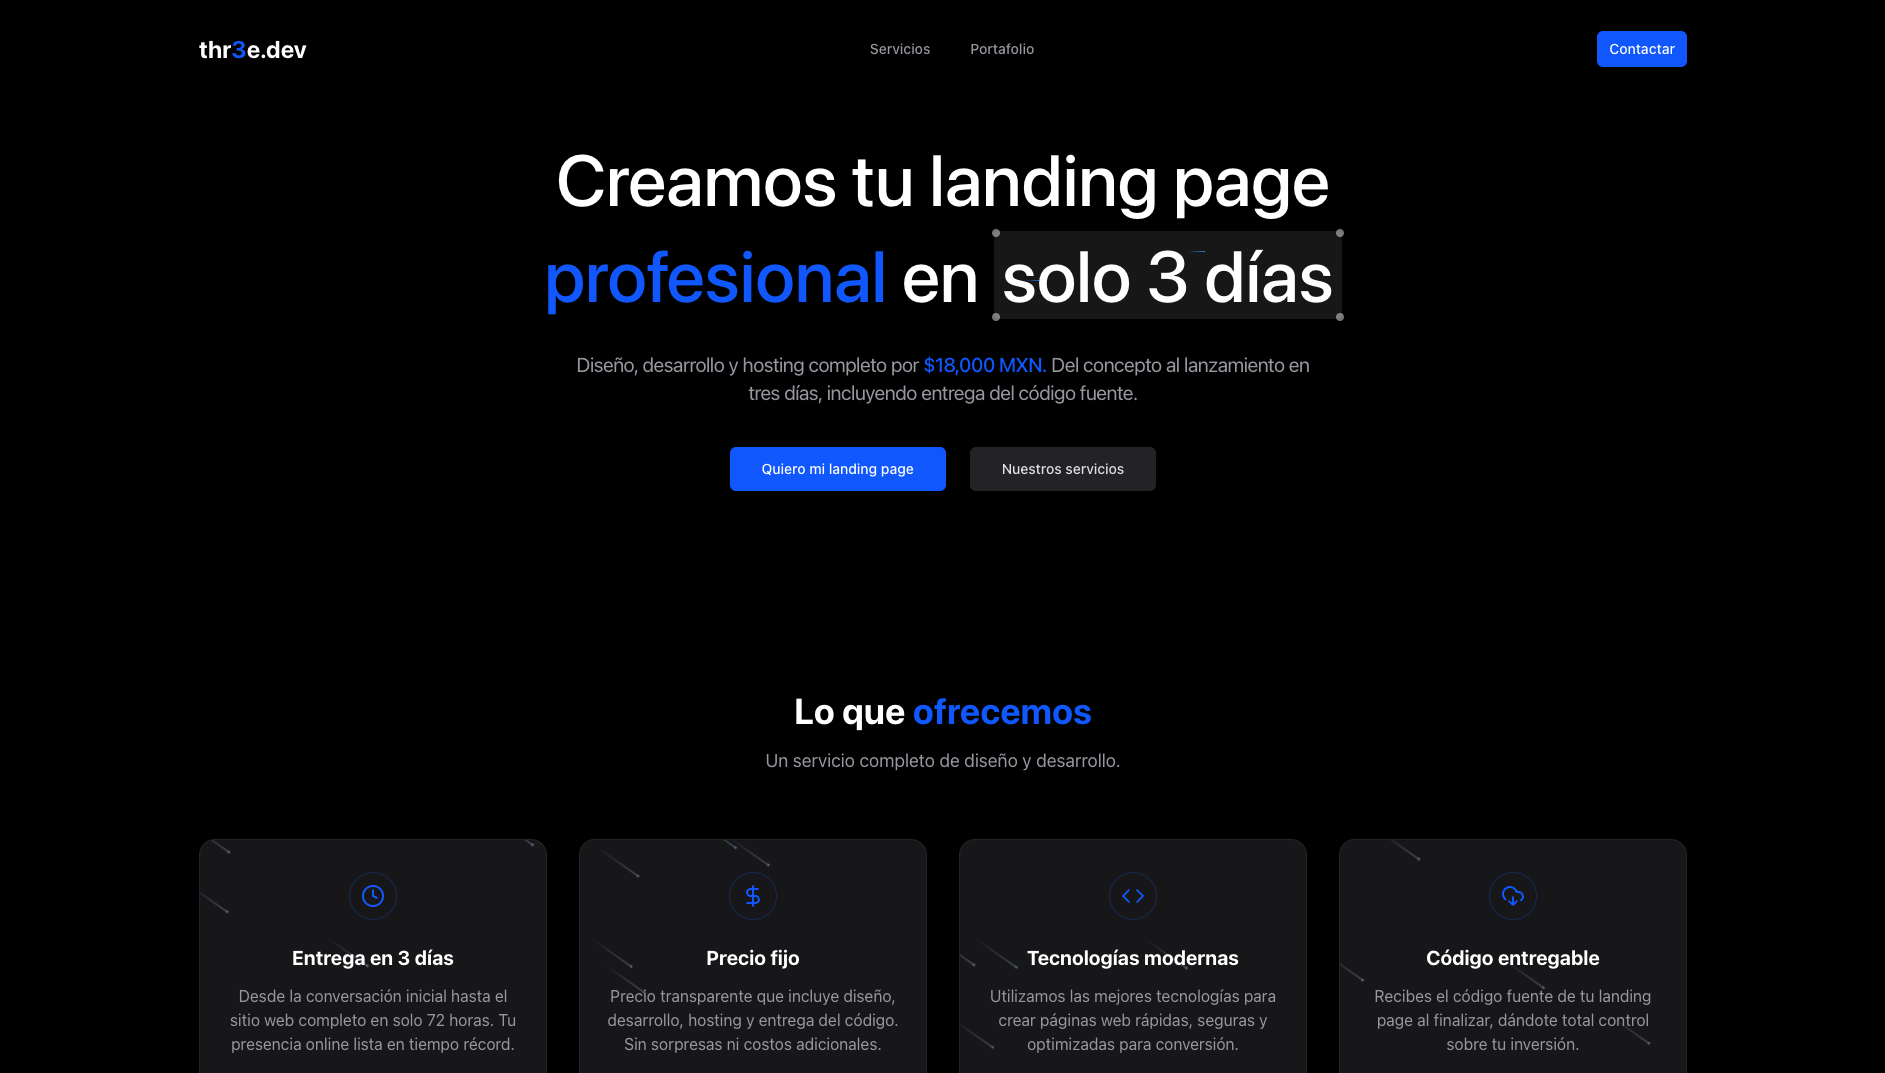 thr3e.dev
Servicios
Portafolio
Contactar
Creamos tu landing page
profesional en solo 3 días
Diseño, desarrollo y hosting completo por $18,000 MXN. Del concepto al lanzamiento en
tres días, incluyendo entrega del código fuente.
Quiero mi landing page
Nuestros servicios
Lo que ofrecemos
Un servicio completo de diseño y desarrollo.
Entrega en 3 días
Desde la conversación inicial hasta el
sitio web completo en solo 72 horas. Tu
presencia online lista en tiempo récord.
Precio fijo
Precio transparente que incluye diseño,
desarrollo, hosting y entrega del código.
Sin sorpresas ni costos adicionales.
Tecnologías modernas
Utilizamos las mejores tecnologías para
crear páginas web rápidas, seguras y
optimizadas para conversión.
Código entregable
Recibes el código fuente de tu landing
page al finalizar, dándote total control
sobre tu inversión.